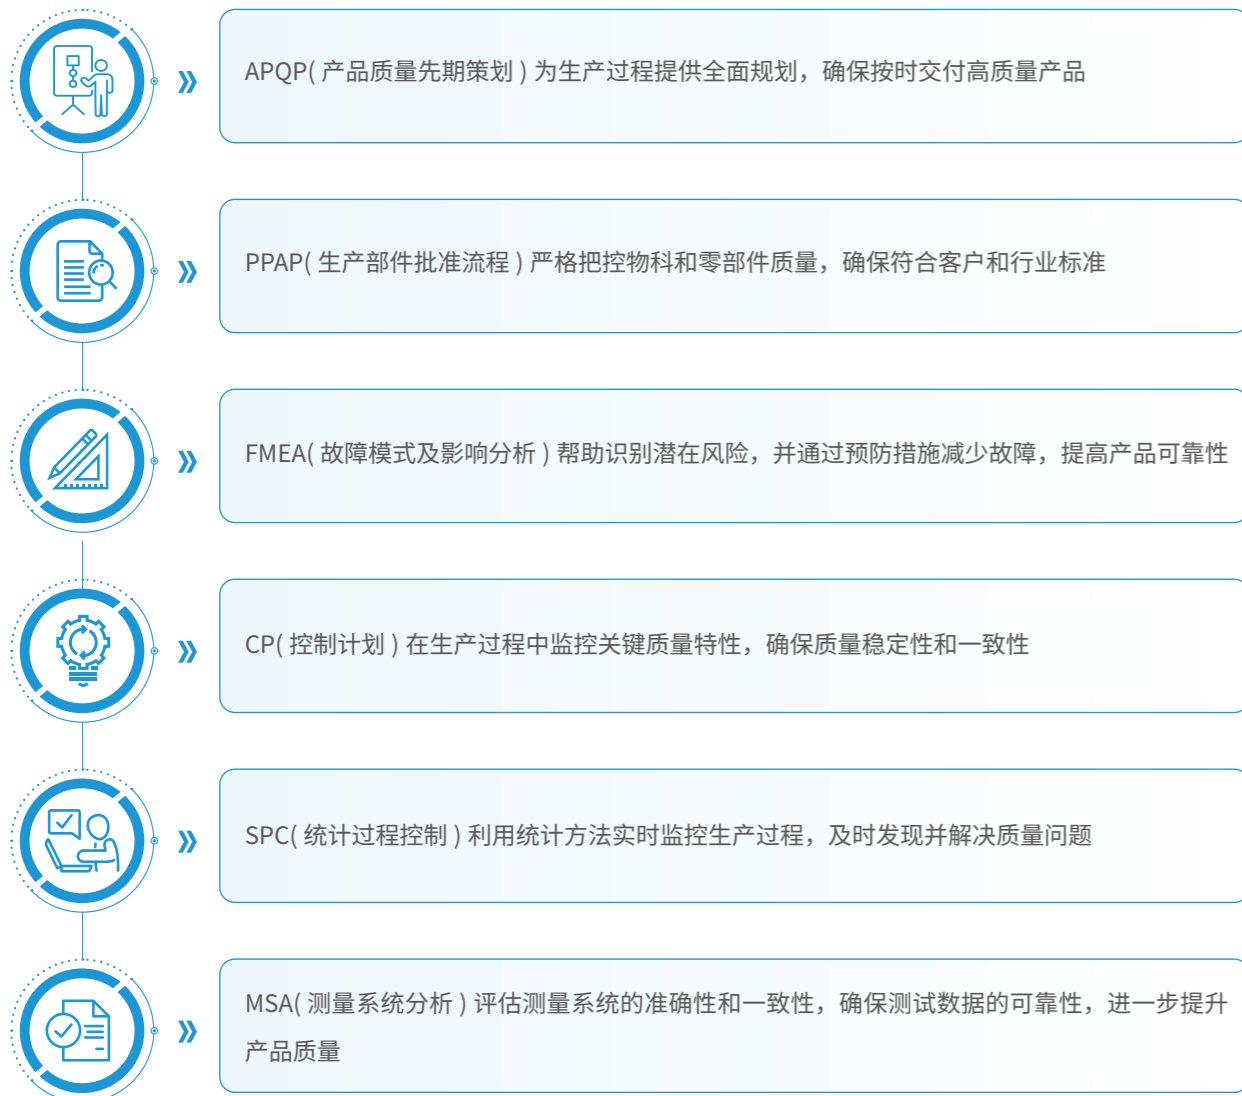 APQP( 产品质量先期策划 ) 为生产过程提供全面规划，确保按时交付高质量产品
PPAP( 生产部件批准流程 ) 严格把控物科和零部件质量，确保符合客户和行业标准
FMEA( 故障模式及影响分析 ) 帮助识别潜在风险，并通过预防措施减少故障，提高产品可靠性
CP( 控制计划 ) 在生产过程中监控关键质量特性，确保质量稳定性和一致性
SPC( 统计过程控制 ) 利用统计方法实时监控生产过程，及时发现并解决质量问题
MSA( 测量系统分析 ) 评估测量系统的准确性和一致性，确保测试数据的可靠性，进一步提升
产品质量